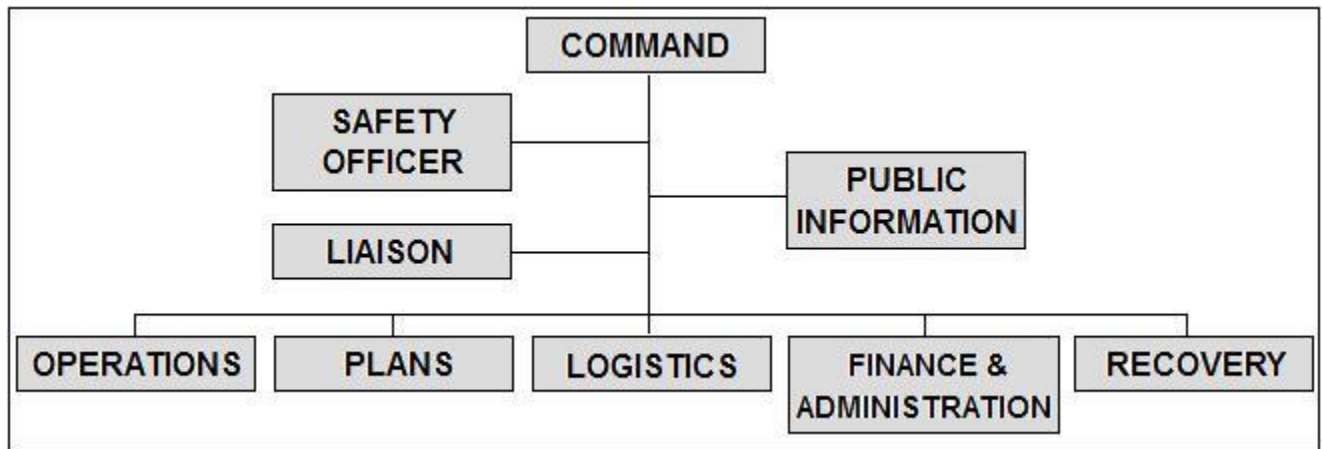 COMMAND
SAFETY
OFFICER
PUBLIC
INFORMATION
LIAISON
OPERATIONS
PLANS
LOGISTICS
FINANCE &
ADMINISTRATION
RECOVERY